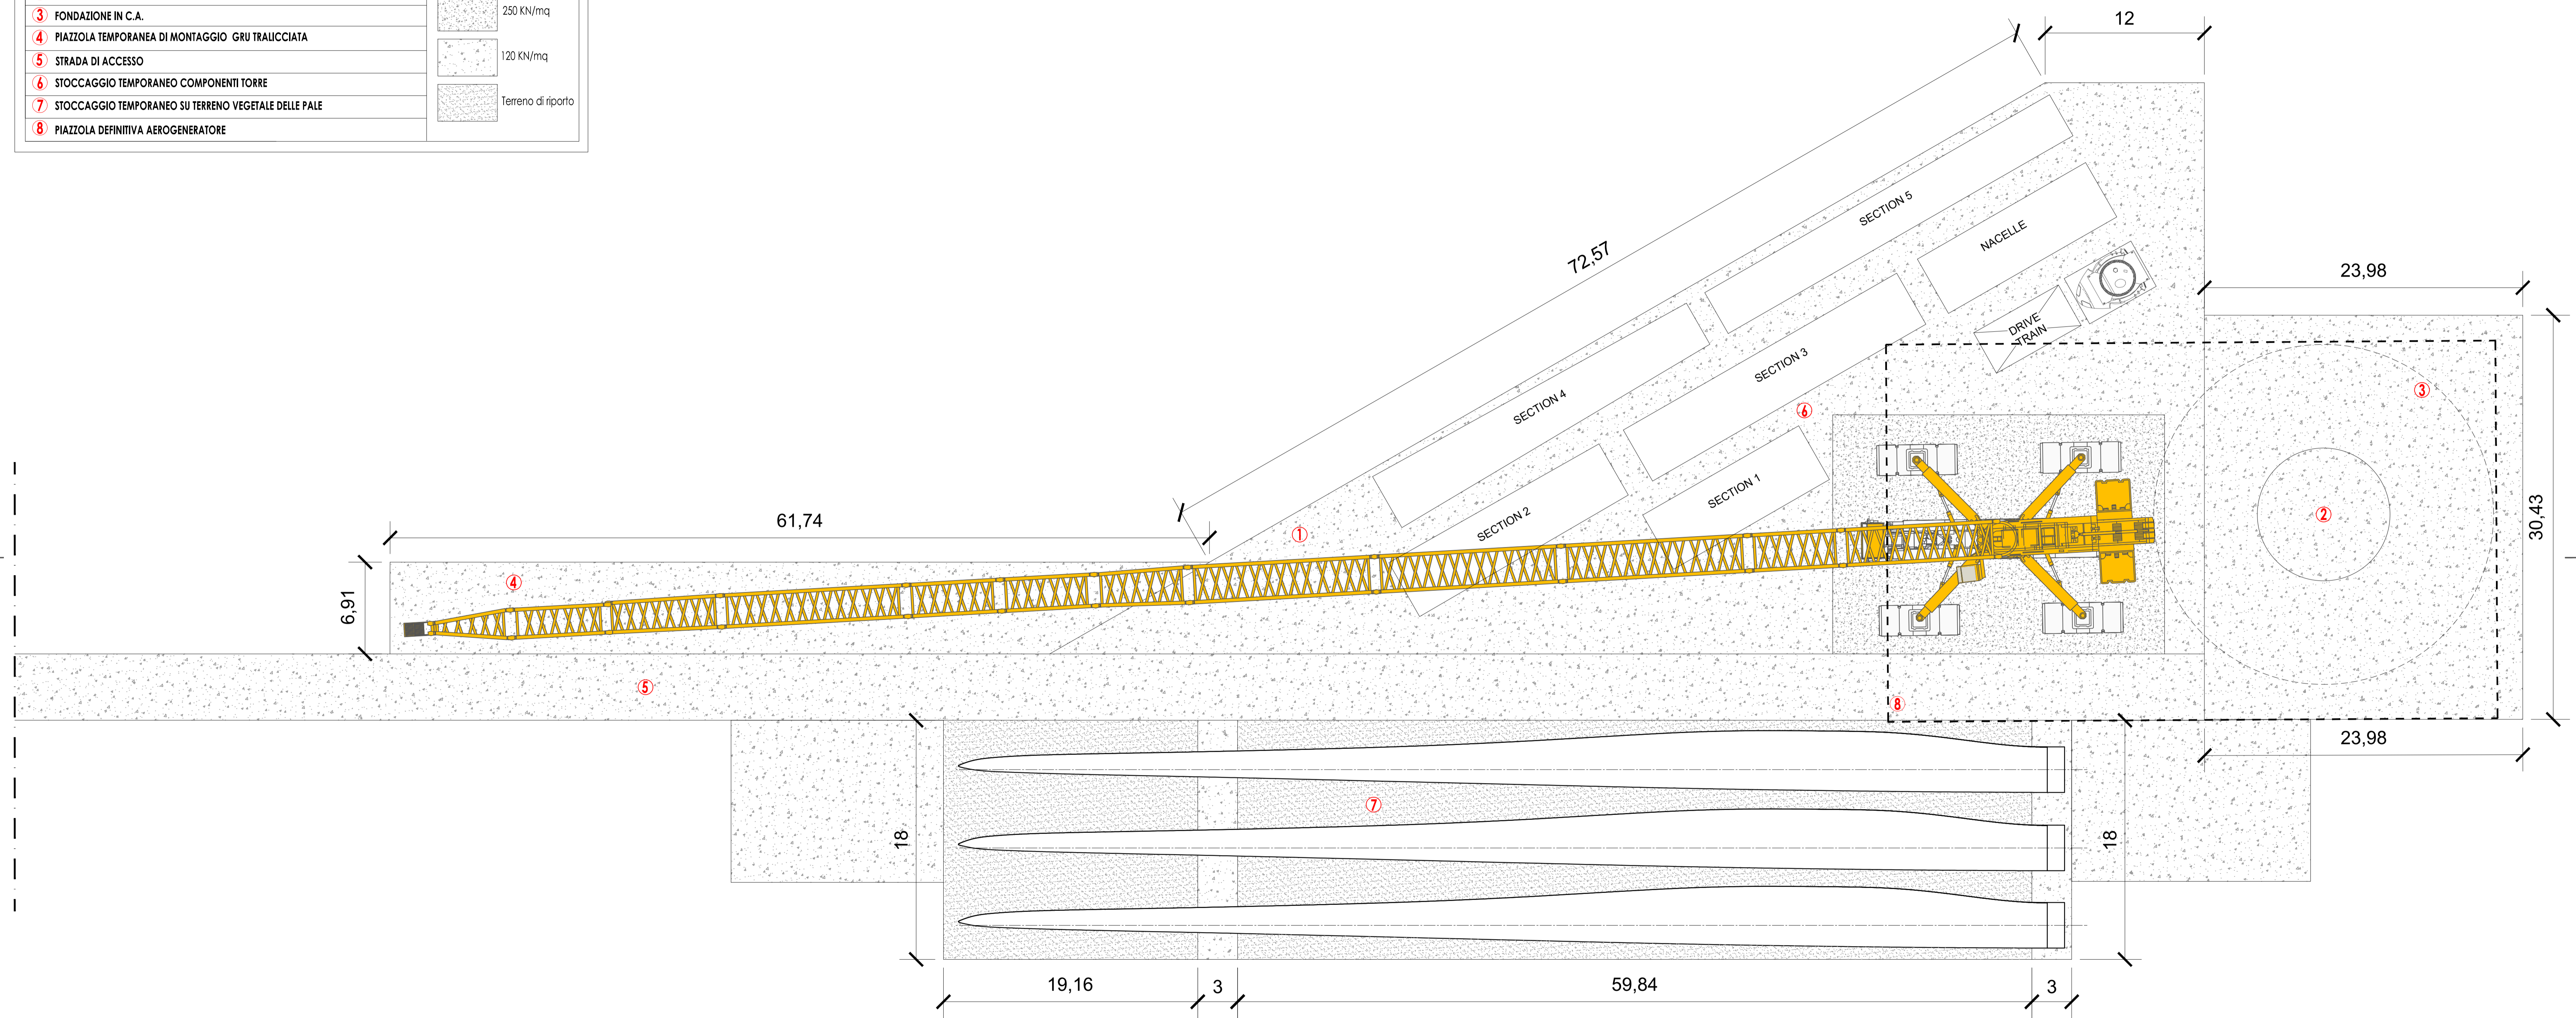 3 FONDAZIONE IN C.A.
4 PIAZZOLA TEMPORANEA DI MONTAGGIO GRU TRALICCIATA
5 STRADA DI ACCESSO
6 STOCCAGGIO TEMPORANEO COMPONENTI TORRE
7 STOCCAGGIO TEMPORANEO SU TERRENO VEGETALE DELLE PALE
8 PIAZZOLA DEFINITIVA AEROGENERATORE
250 KN/mq
120 KN/mq
Terreno di riporto
12
72,57
SECTION 5
NACELLE
DRIVE
TRAIN
23,98
SECTION 4
SECTION 3
3
6
SECTION 2
SECTION 1
2
30,43
61,74
1
4
6,91
5
8
23,98
7
18
18
19,16
3
59,84
3